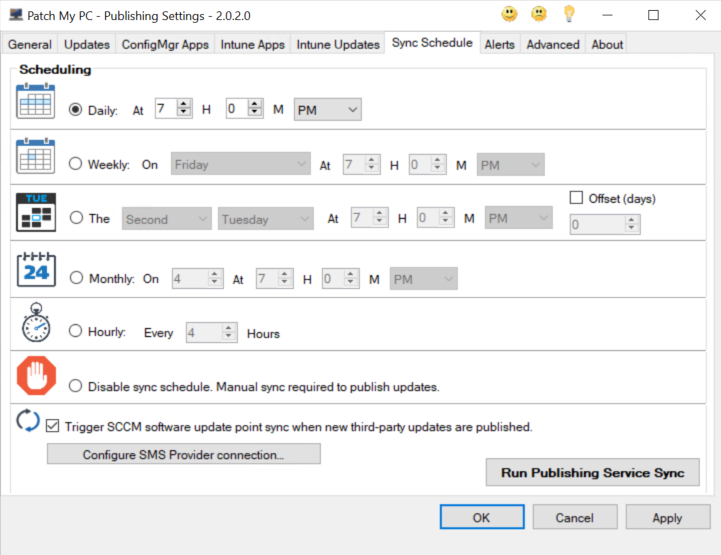 Patch My PC - Publishing Settings - 2.0.2.0
General Updates ConfigMgr Apps Intune Apps Intune Updates Sync Schedule Alerts Advanced About
Scheduling
Daily: At 7 H 0 M PM
Weekly: On Friday At 7 H 0 M PM
TUE
The Second Tuesday At 7 H 0 M PM
Offset (days)
0
24
Monthly: On 4 At 7 H 0 M PM
Hourly: Every 4 Hours
Disable sync schedule. Manual sync required to publish updates.
Trigger SCCM software update point sync when new third-party updates are published.
Configure SMS Provider connection...
Run Publishing Service Sync
OK Cancel Apply